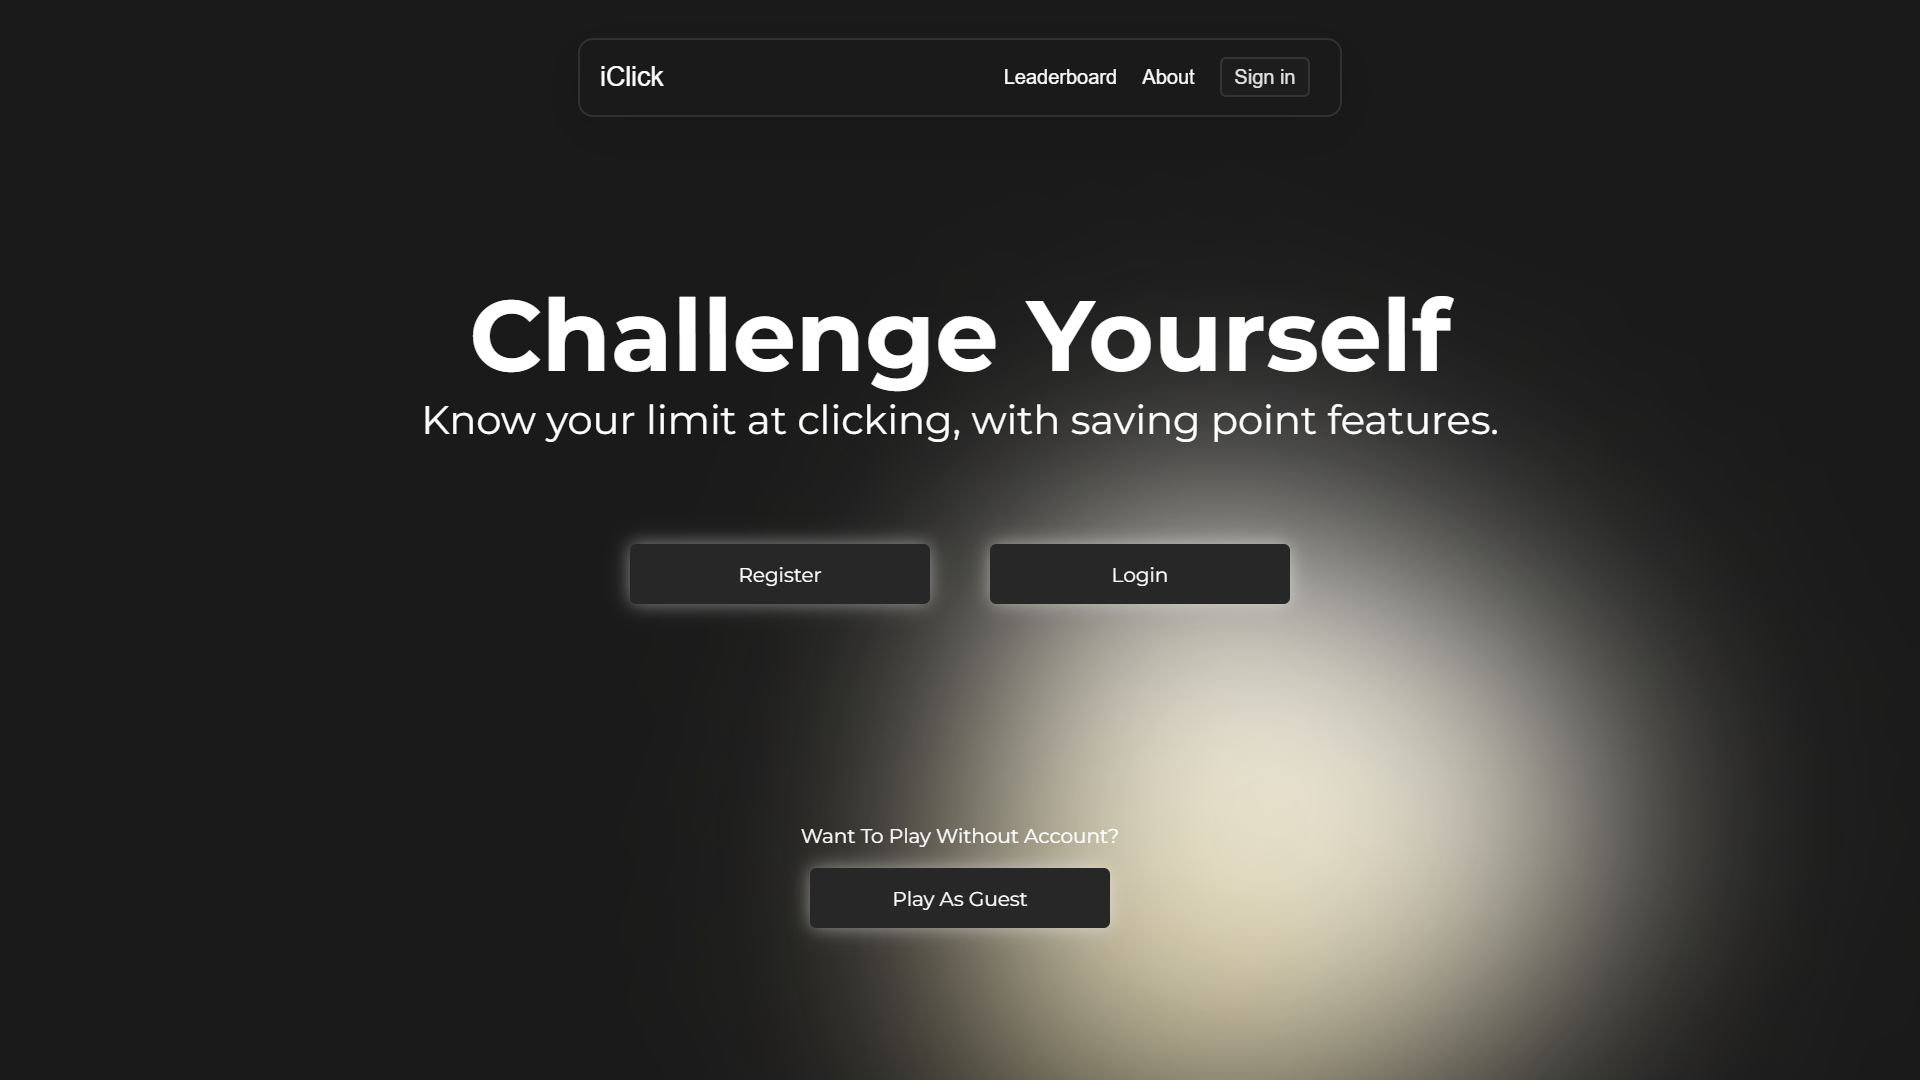 iClick
Leaderboard About Sign in
Challenge Yourself
Know your limit at clicking, with saving point features.
Register Login
Want To Play Without Account?
Play As Guest